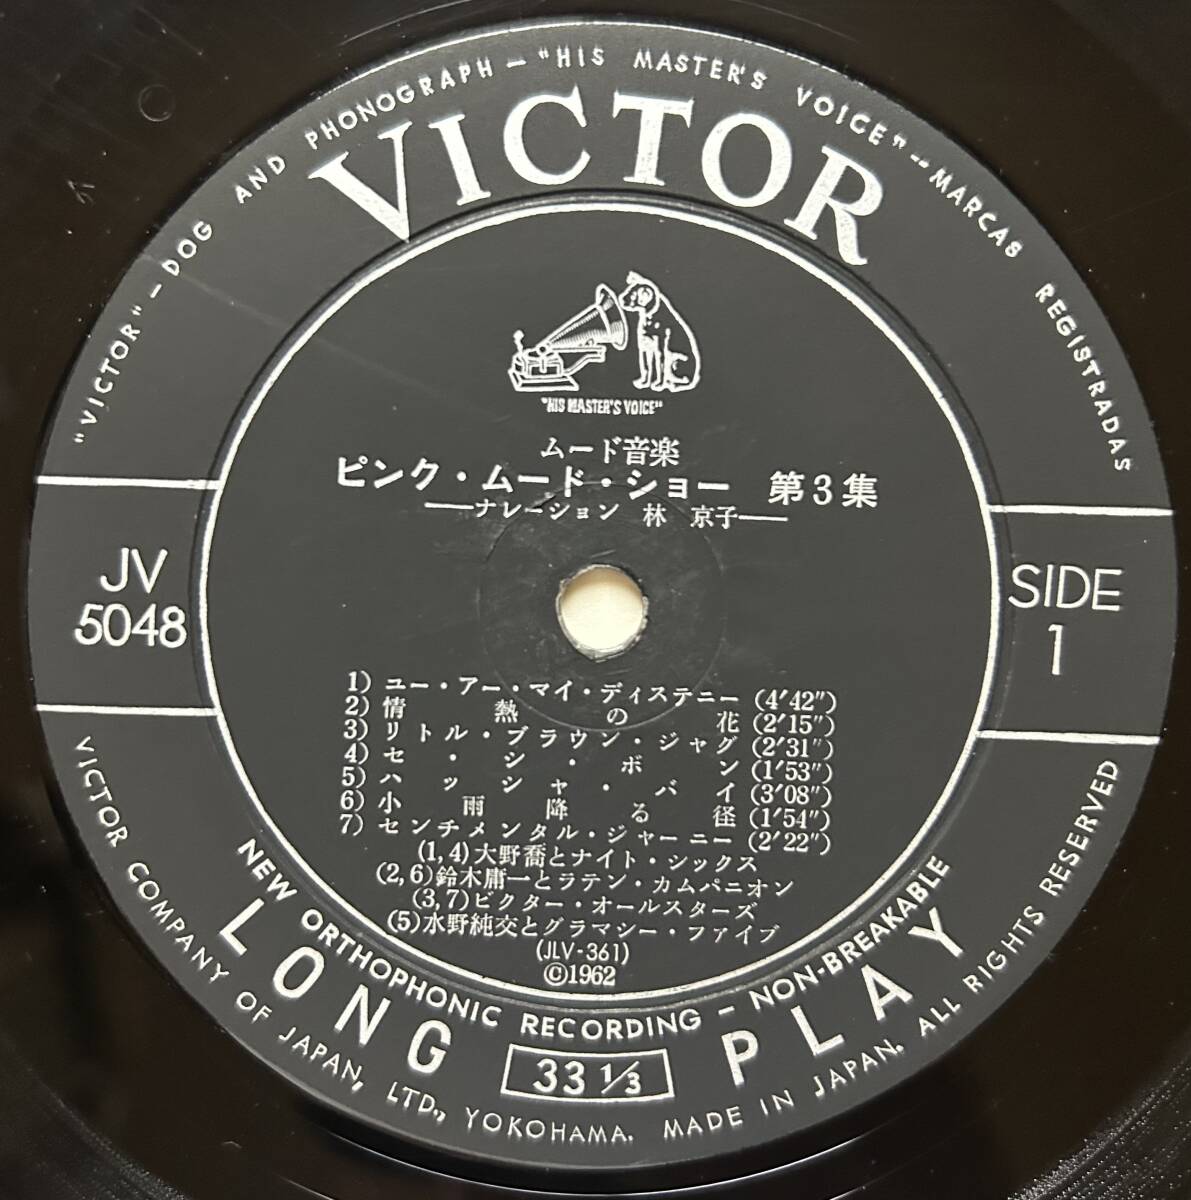 "VICTOR" — DOG AND PHONOGRAPH — "HIS MASTER'S VOICE" — MARCAS REGISTRADAS
VICTOR
"HIS MASTER'S VOICE"
ムード音楽
ピンク・ムード・ショー 第3集
——ナレーション 林 京子——
JV
5048
SIDE
1
1) ユー・アー・マイ・ディステニー (4′42″)
2) 情熱の花 (2′15″)
3) リトル・ブラウン・ジャグ (2′31″)
4) セ・シ・ボン (1′53″)
5) ハッシャ・バイ (3′08″)
6) 小雨降る径 (1′54″)
7) センチメンタル・ジャーニー (2′22″)
(1,4) 大野喬とナイト・シックス
(2,6) 鈴木庸一とラテン・カムパニオン
(3,7) ビクター・オールスターズ
(5) 水野純交とグラマシー・ファイブ
(JLV-361)
©1962
NEW ORTHOPHONIC RECORDING — NON-BREAKABLE
LONG PLAY
33 1/3
VICTOR COMPANY OF JAPAN, LTD., YOKOHAMA. MADE IN JAPAN. ALL RIGHTS RESERVED